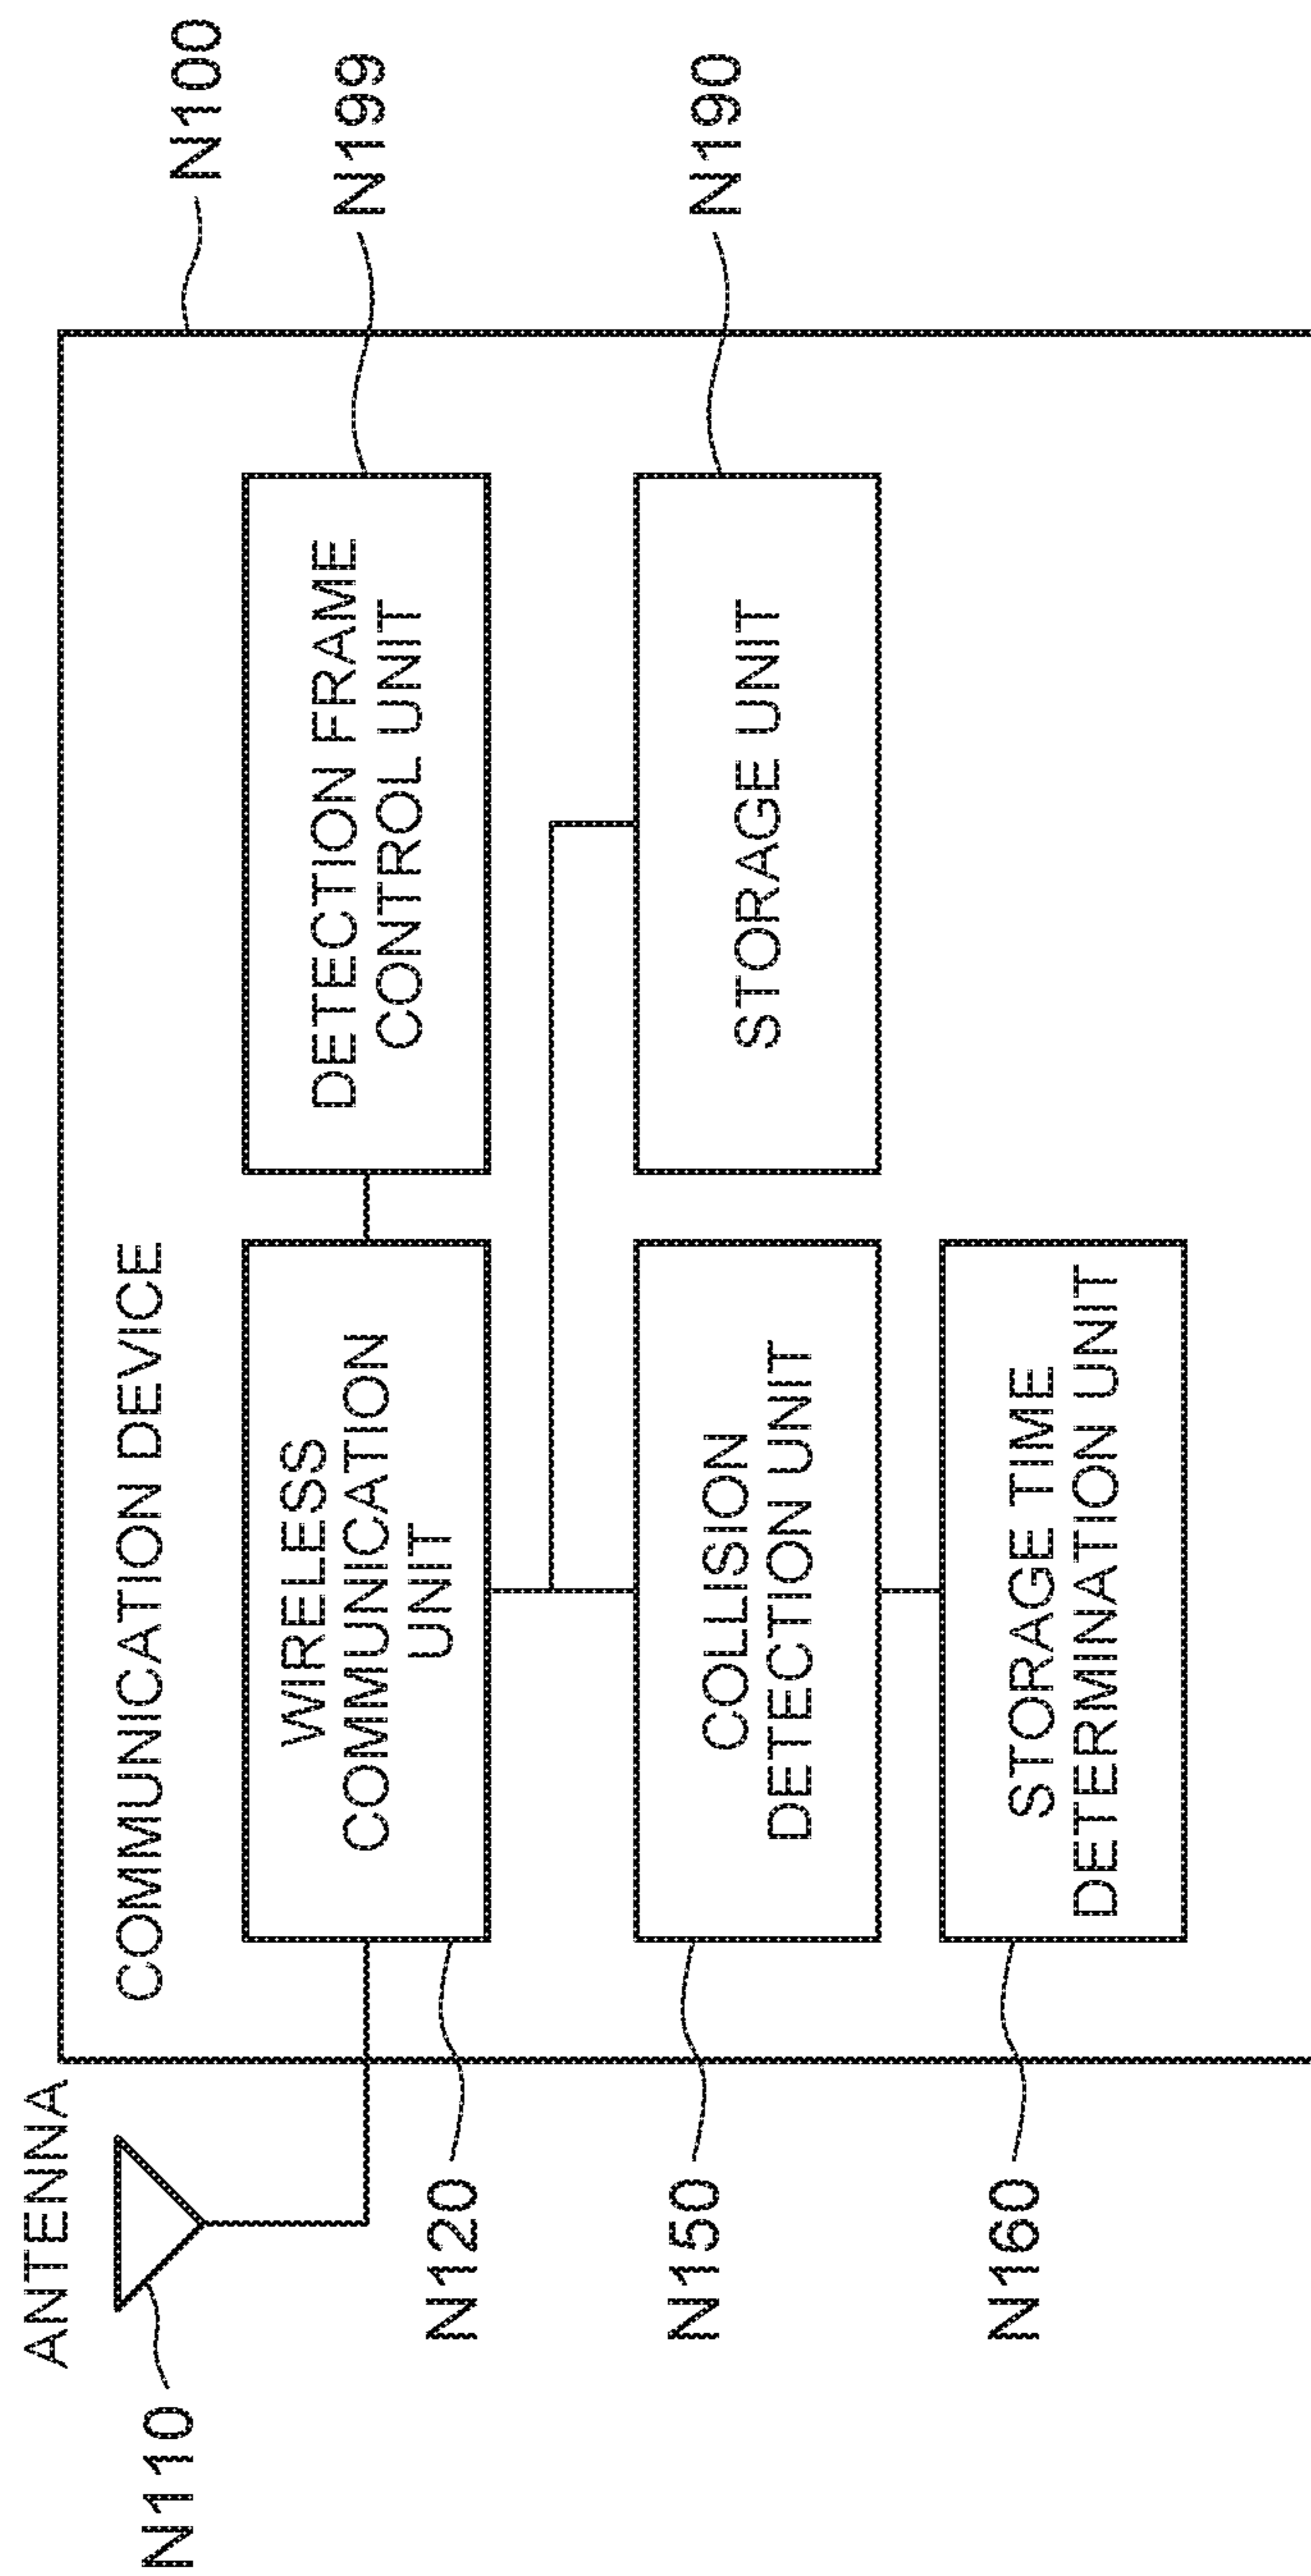 ANTENNA
N110
COMMUNICATION DEVICE
N100
WIRELESS
COMMUNICATION
UNIT
N120
DETECTION FRAME
CONTROL UNIT
N199
COLLISION
DETECTION UNIT
N150
STORAGE UNIT
N190
STORAGE TIME
DETERMINATION UNIT
N160